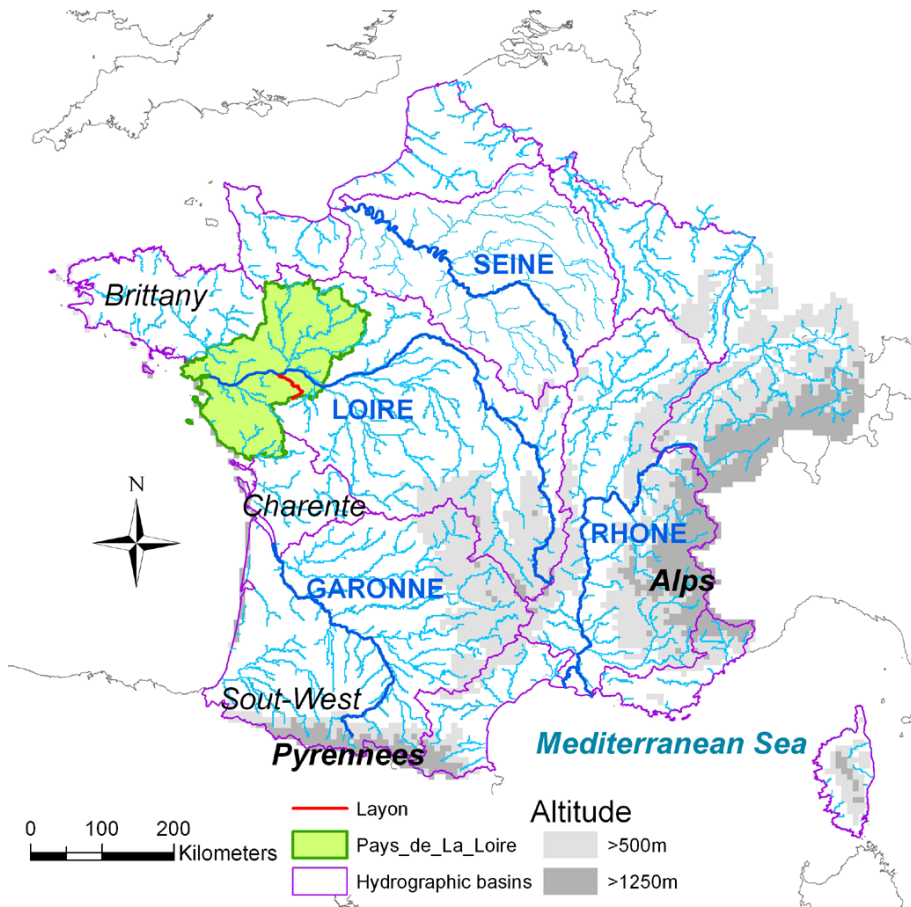 SEINE
Brittany
LOIRE
N
Charente
RHONE
Alps
GARONNE
Sout-West
Pyrennees
Mediterranean Sea
0 100 200
Kilometers
Layon
Pays_de_La_Loire
Hydrographic basins
Altitude
>500m
>1250m